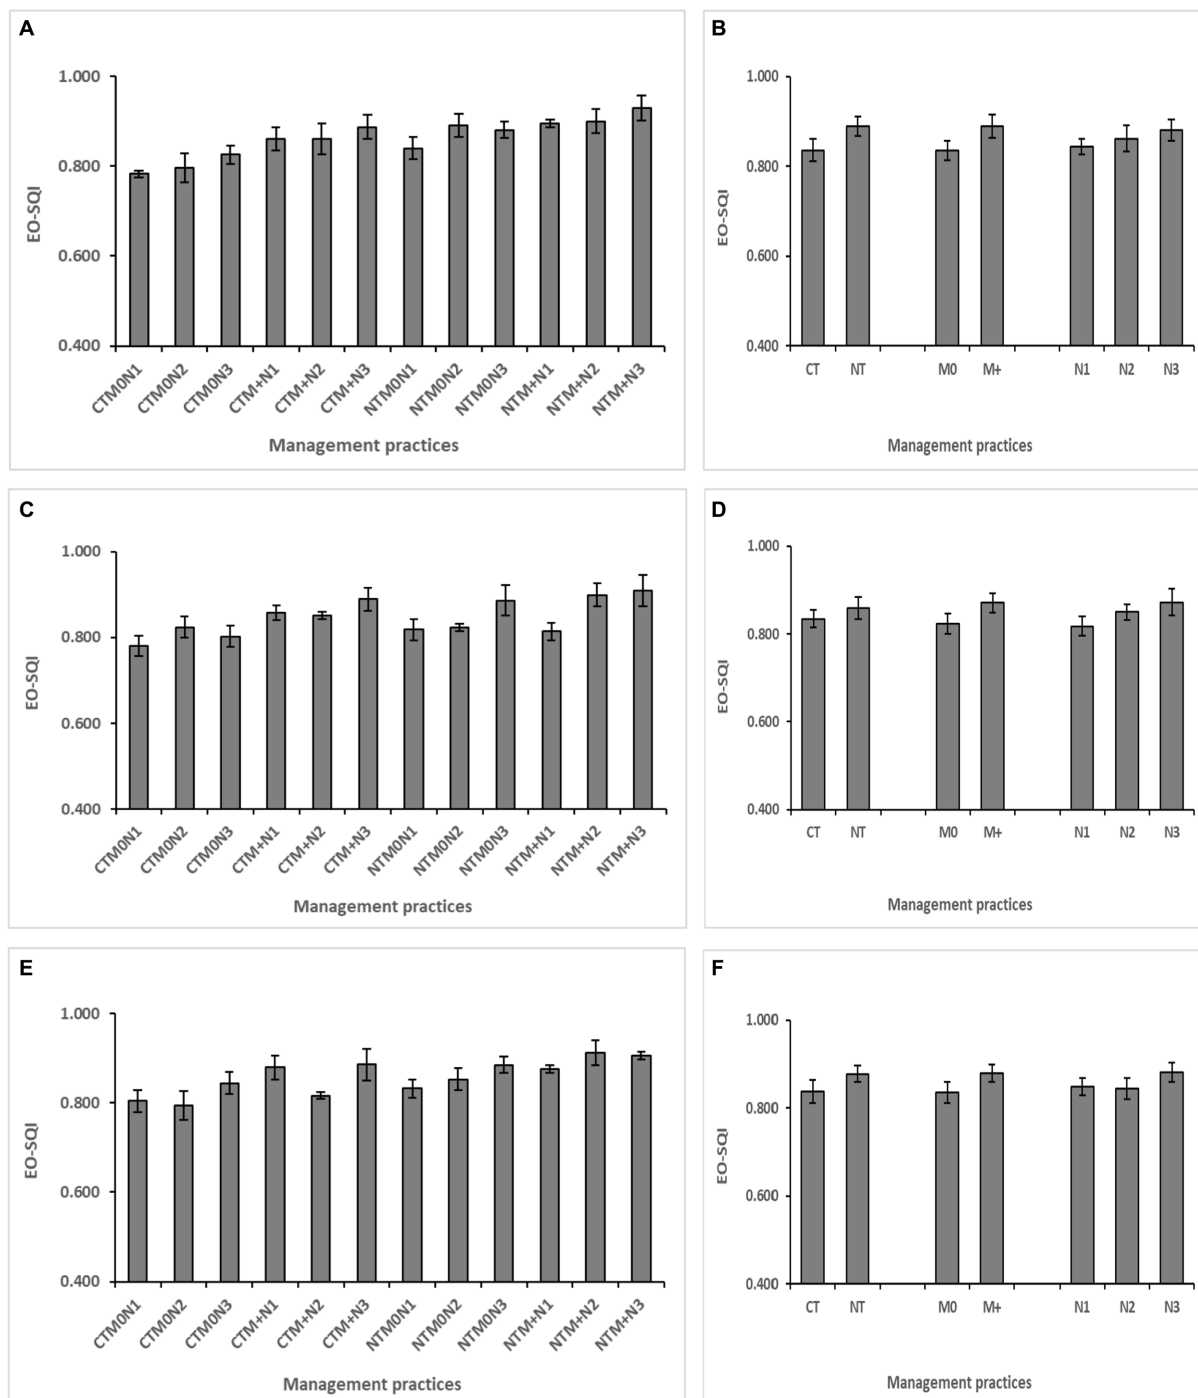 A
1.000
0.800
0.600
0.400
EO-SQI
CTM0N1
CTM0N2
CTM0N3
CTM+N1
CTM+N2
CTM+N3
NTM0N1
NTM0N2
NTM0N3
NTM+N1
NTM+N2
NTM+N3
Management practices
B
1.000
0.800
0.600
0.400
EO-SQI
CT NT M0 M+ N1 N2 N3
Management practices
C
1.000
0.800
0.600
0.400
EO-SQI
CTM0N1
CTM0N2
CTM0N3
CTM+N1
CTM+N2
CTM+N3
NTM0N1
NTM0N2
NTM0N3
NTM+N1
NTM+N2
NTM+N3
Management practices
D
1.000
0.800
0.600
0.400
EO-SQI
CT NT M0 M+ N1 N2 N3
Management practices
E
1.000
0.800
0.600
0.400
EO-SQI
CTM0N1
CTM0N2
CTM0N3
CTM+N1
CTM+N2
CTM+N3
NTM0N1
NTM0N2
NTM0N3
NTM+N1
NTM+N2
NTM+N3
Management practices
F
1.000
0.800
0.600
0.400
EO-SQI
CT NT M0 M+ N1 N2 N3
Management practices